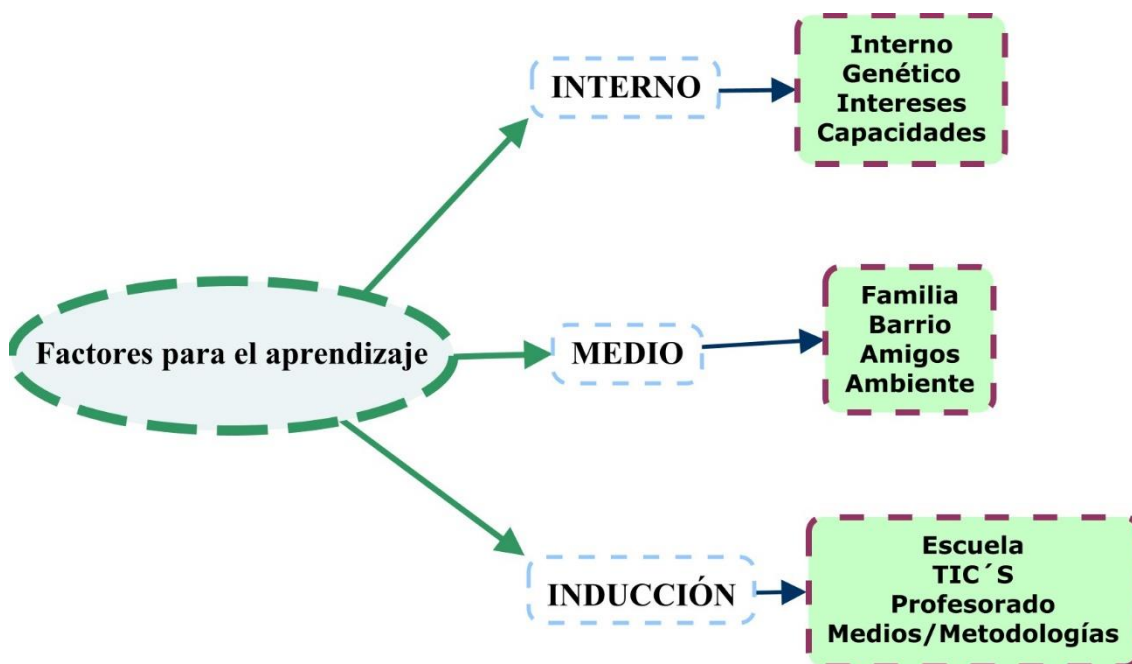 Factores para el aprendizaje
INTERNO
Interno
Genético
Intereses
Capacidades
MEDIO
Familia
Barrio
Amigos
Ambiente
INDUCCIÓN
Escuela
TIC´S
Profesorado
Medios/Metodologías